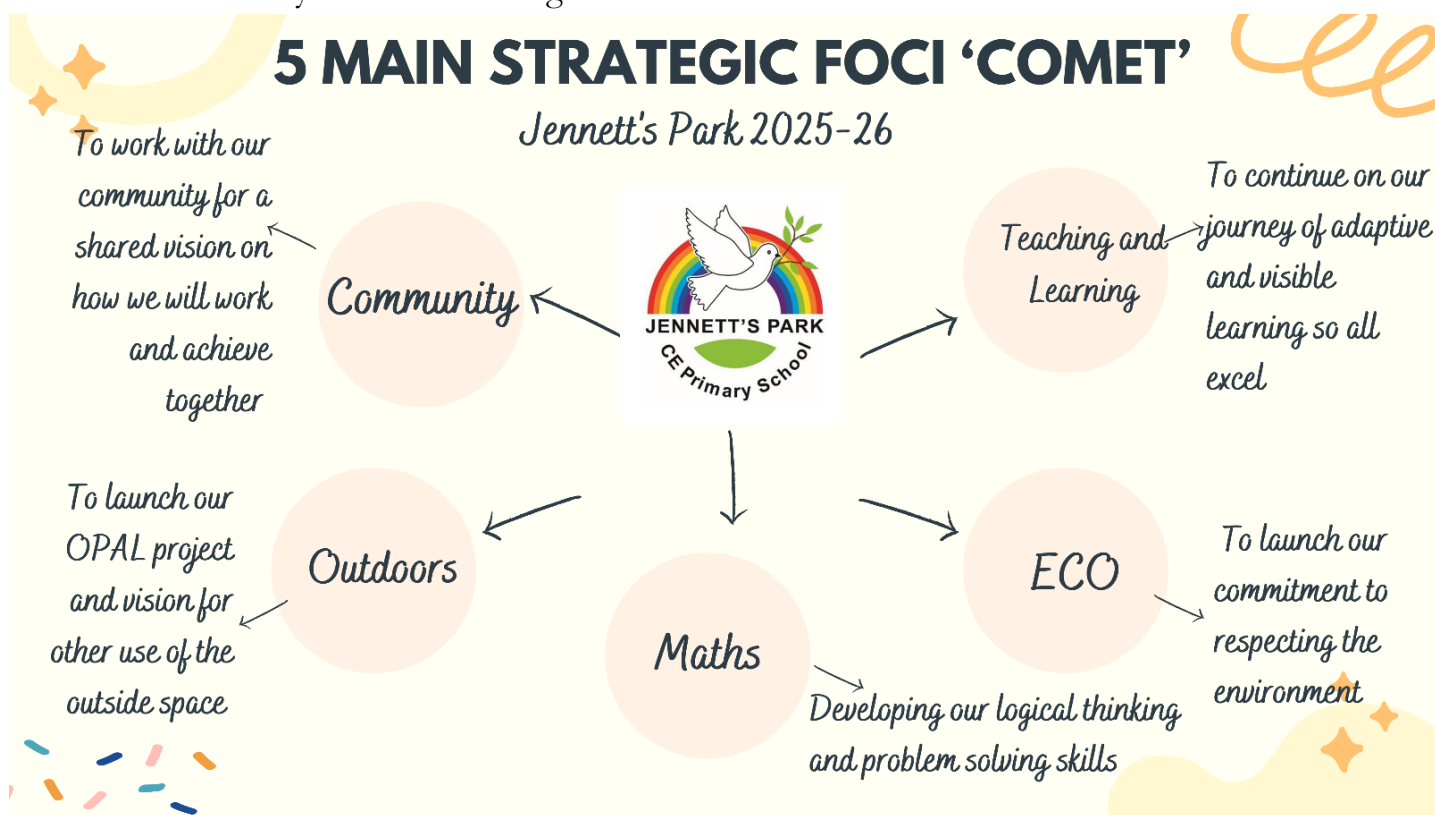 5 MAIN STRATEGIC FOCI ‘COMET’
Jennett's Park 2025-26
To work with our
community for a
shared vision on
how we will work
and achieve
together
Community
JENNETT'S PARK
CE Primary School
Teaching and
Learning
To continue on our
journey of adaptive
and visible
learning so all
excel
To launch our
OPAL project
and vision for
other use of the
outside space
Outdoors
Maths
Developing our logical thinking
and problem solving skills
ECO
To launch our
commitment to
respecting the
environment